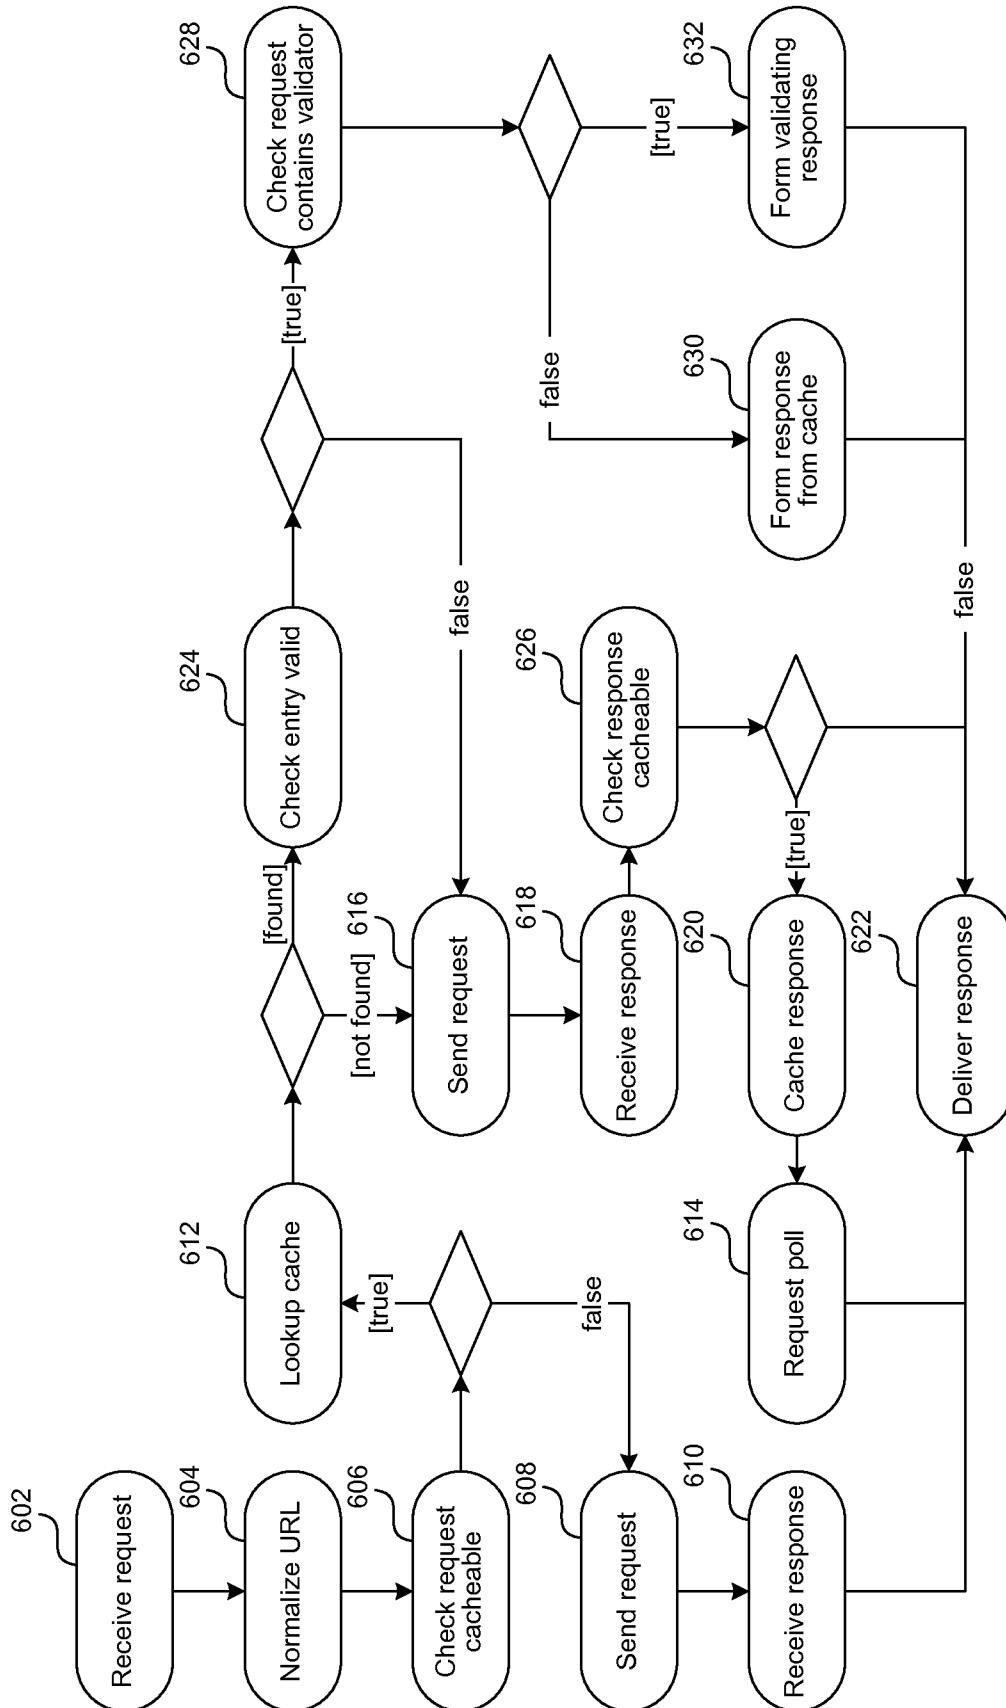 602
Receive request
604
Normalize URL
606
Check request
cacheable
608
Send request
610
Receive response
[true]
false
612
Lookup cache
614
Request poll
[found]
[not found]
616
Send request
618
Receive response
620
Cache response
622
Deliver response
624
Check entry valid
626
Check response
cacheable
[true]
false
[true]
false
628
Check request
contains validator
false
[true]
630
Form response
from cache
632
Form validating
response